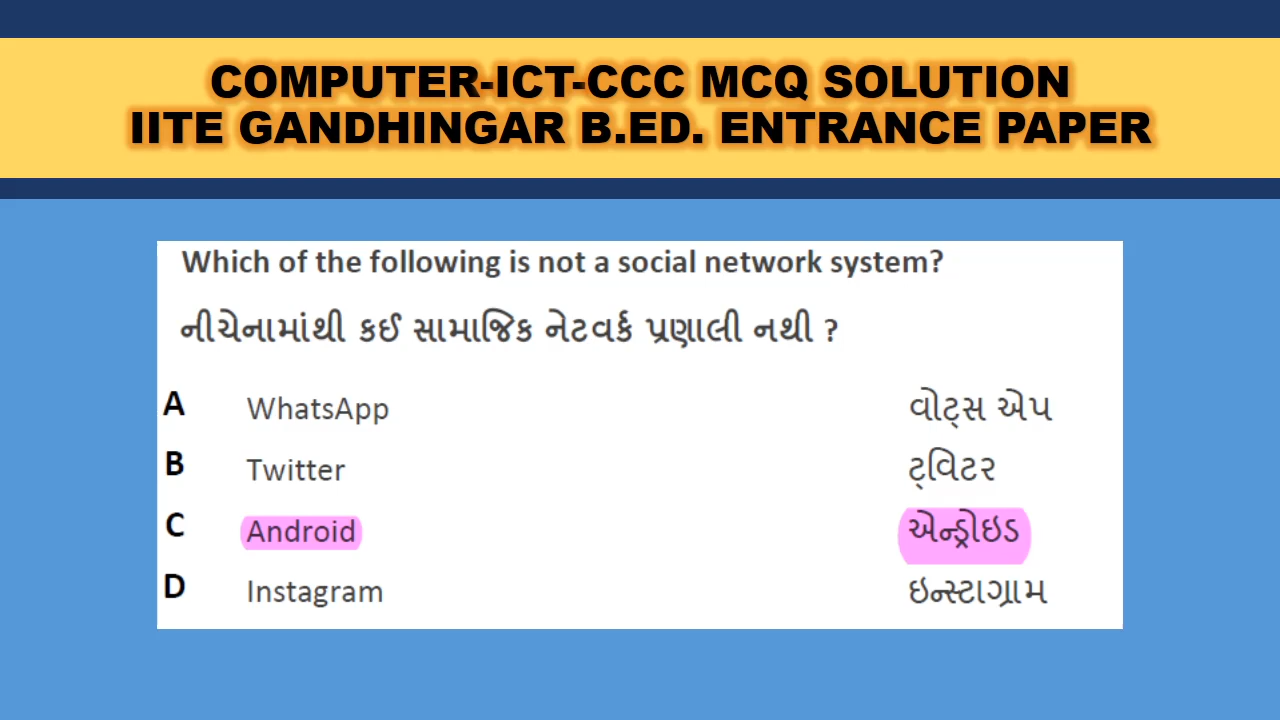 COMPUTER-ICT-CCC MCQ SOLUTION
IITE GANDHINGAR B.ED. ENTRANCE PAPER
Which of the following is not a social network system?
નીચેનામાંથી કઈ સામાજિક નેટવર્ક પ્રણાલી નથી ?
A WhatsApp વોટ્સ એપ
B Twitter ટ્વિટર
C Android એન્ડ્રોઇડ
D Instagram ઇન્સ્ટાગ્રામ